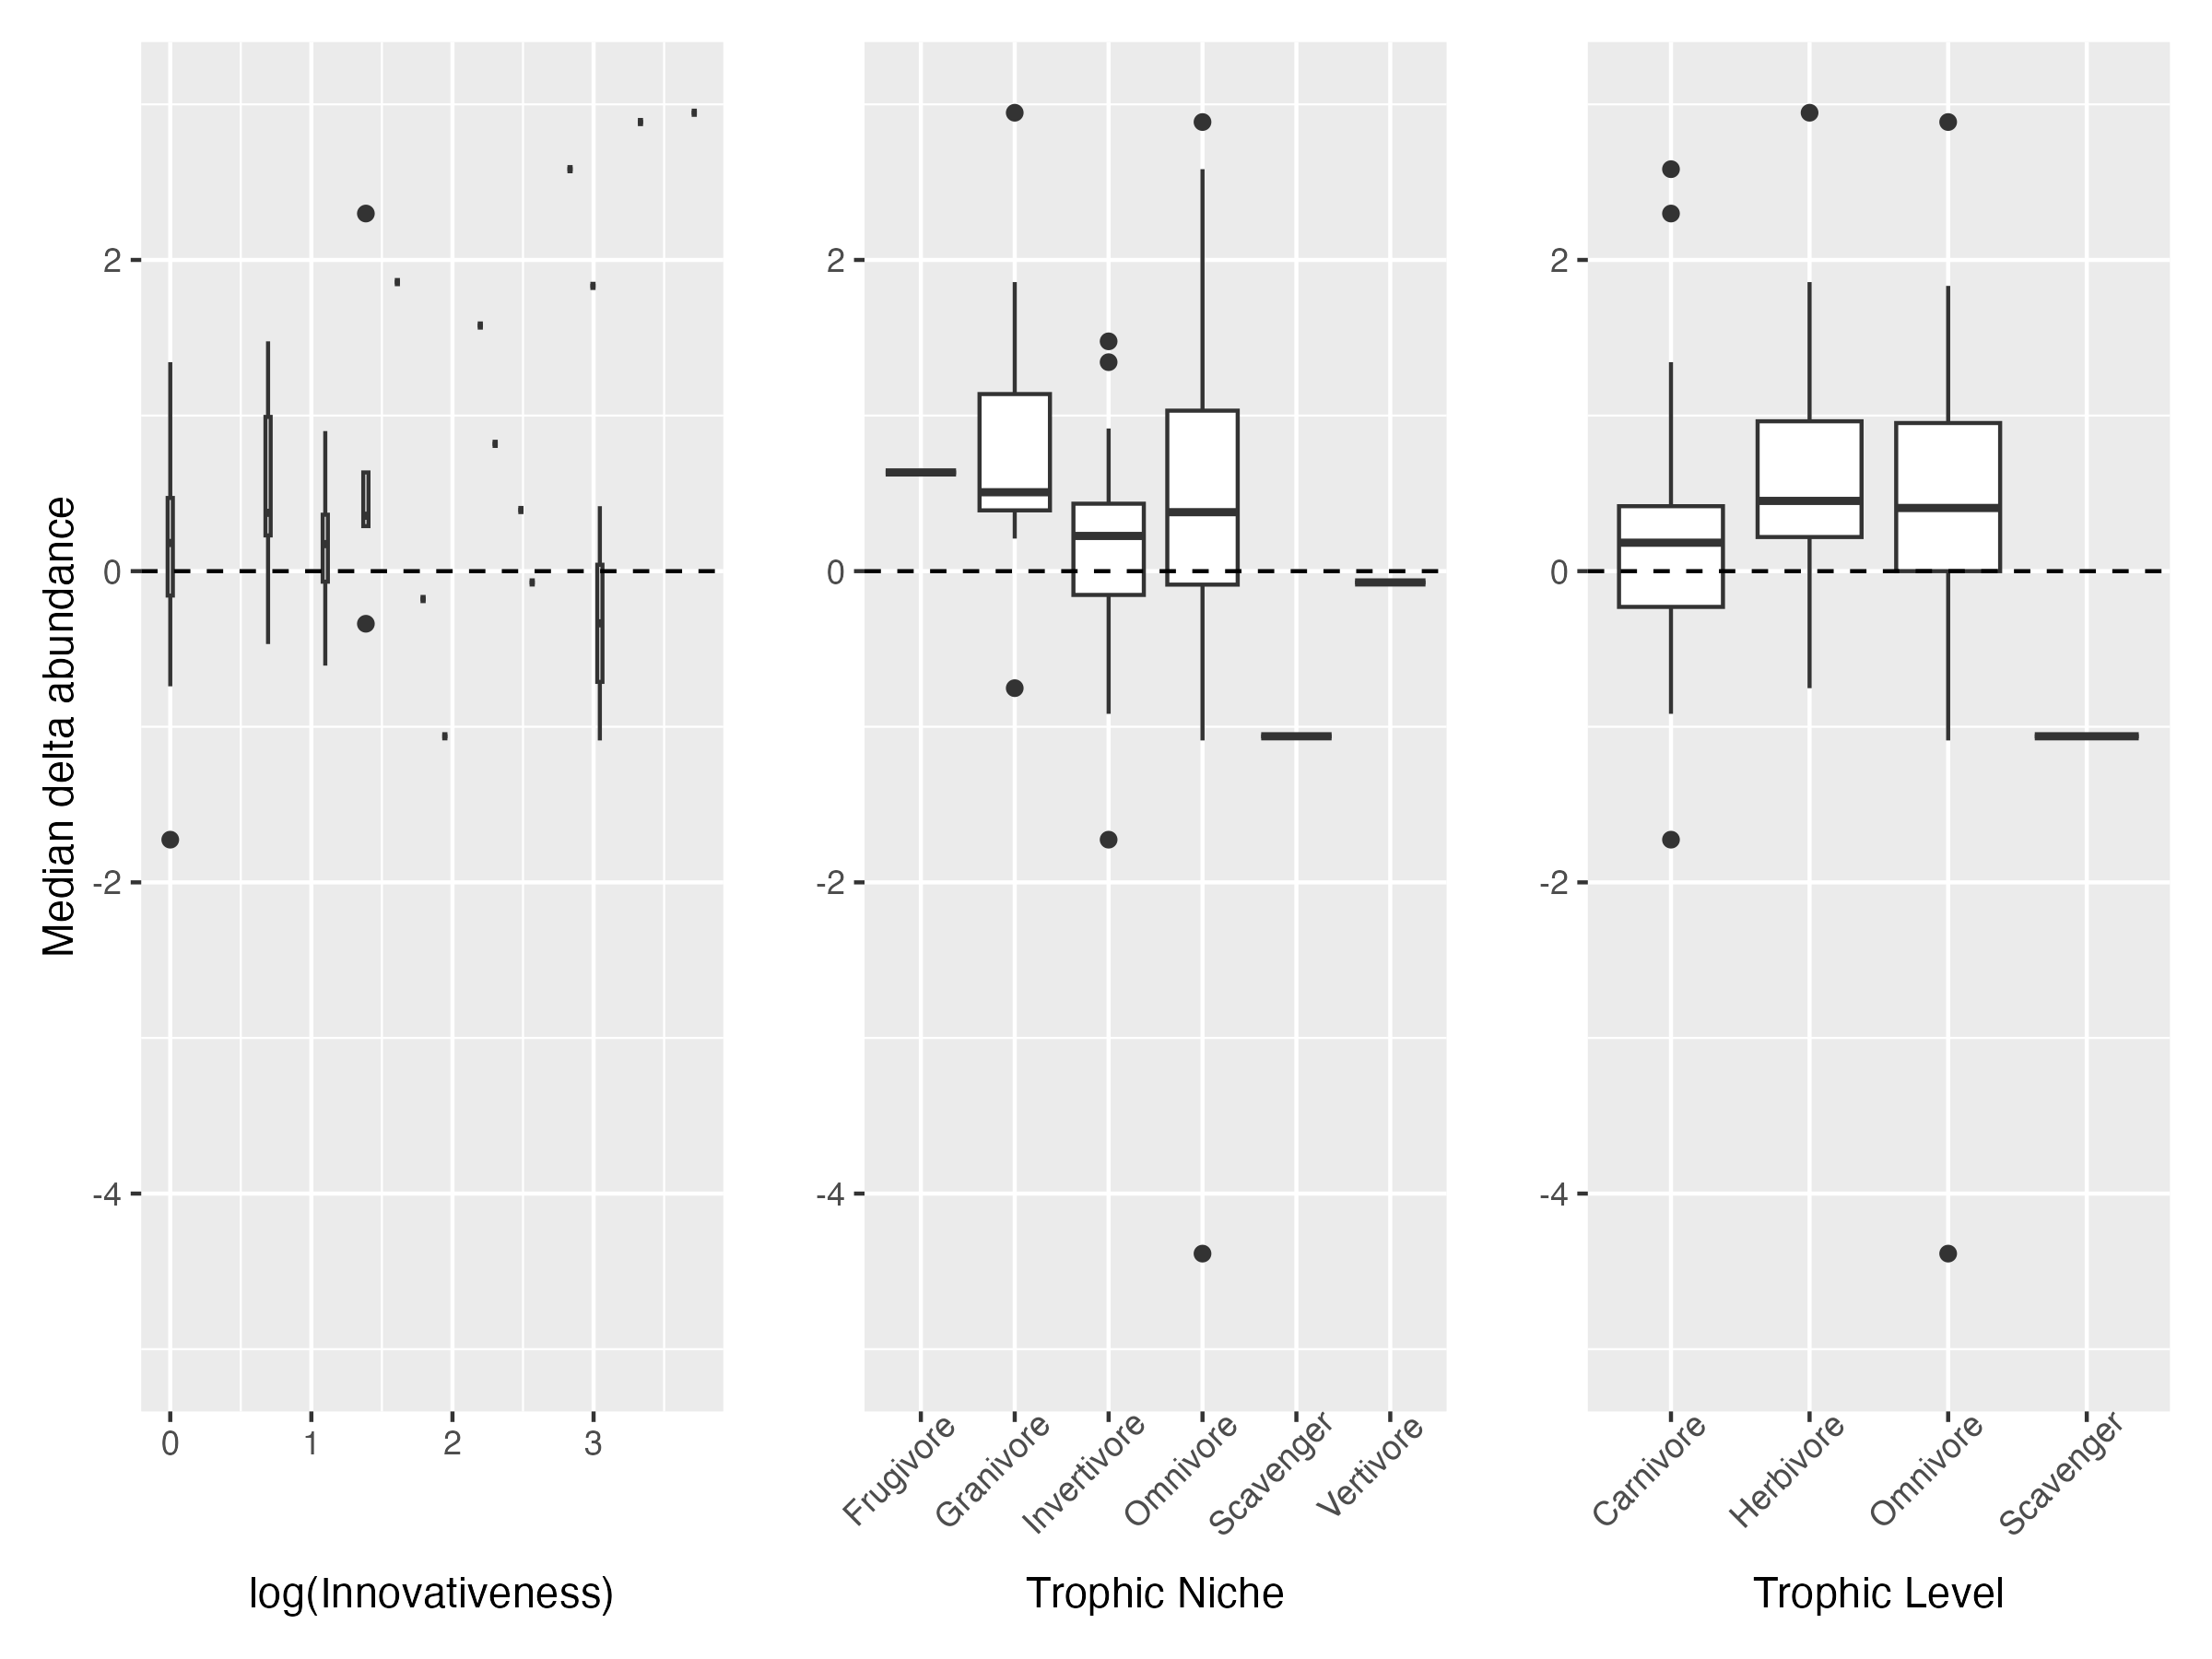 Median delta abundance
2
0
-2
-4
0 1 2 3
log(Innovativeness)
2
0
-2
-4
Frugivore Granivore Invertivore Omnivore Scavenger Vertivore
Trophic Niche
2
0
-2
-4
Carnivore Herbivore Omnivore Scavenger
Trophic Level